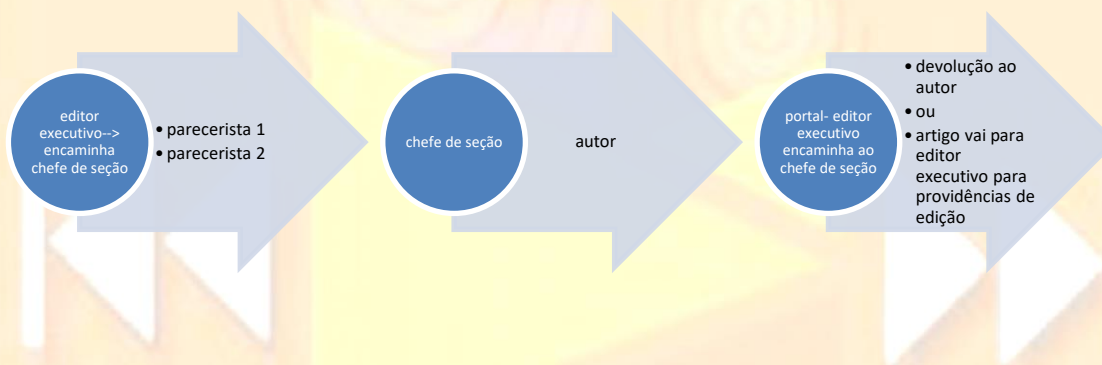 editor
executivo-->
encaminha
chefe de seção
• parecerista 1
• parecerista 2
chefe de seção
autor
portal- editor
executivo
encaminha ao
chefe de seção
• devolução ao
autor
• ou
• artigo vai para
editor
executivo para
providências de
edição